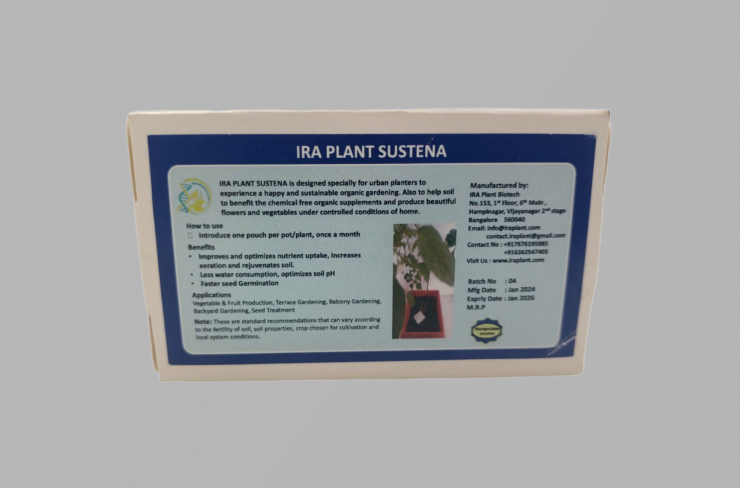 IRA PLANT SUSTENA
IRA PLANT SUSTENA is designed specially for urban planters to
experience a happy and sustainable organic gardening. Also to help soil
to benefit the chemical free organic supplements and produce beautiful
flowers and vegetables under controlled conditions of home.
How to use
Introduce one pouch per pot/plant, once a month
Benefits
• Improves and optimizes nutrient uptake, Increases
aeration and rejuvenates soil.
• Less water consumption, optimizes soil pH
• Faster seed Germination
Applications
Vegetable & Fruit Production, Terrace Gardening, Balcony Gardening,
Backyard Gardening, Seed Treatment
Note: These are standard recommendations that can vary according
to the fertility of soil, soil properties, crop chosen for cultivation and
local system conditions.
Manufactured by:
IRA Plant Biotech
No.153, 1st Floor, 6th Main ,
Hampinagar, Vijayanagar 2nd stage
Bangalore 560040
Email: info@iraplant.com
contact.iraplant@gmail.com
Contact No : +917676195985
+916362547405
Visit Us : www.iraplant.com
Batch No : 04
Mfg Date : Jan 2024
Expriy Date : Jan 2026
M.R.P